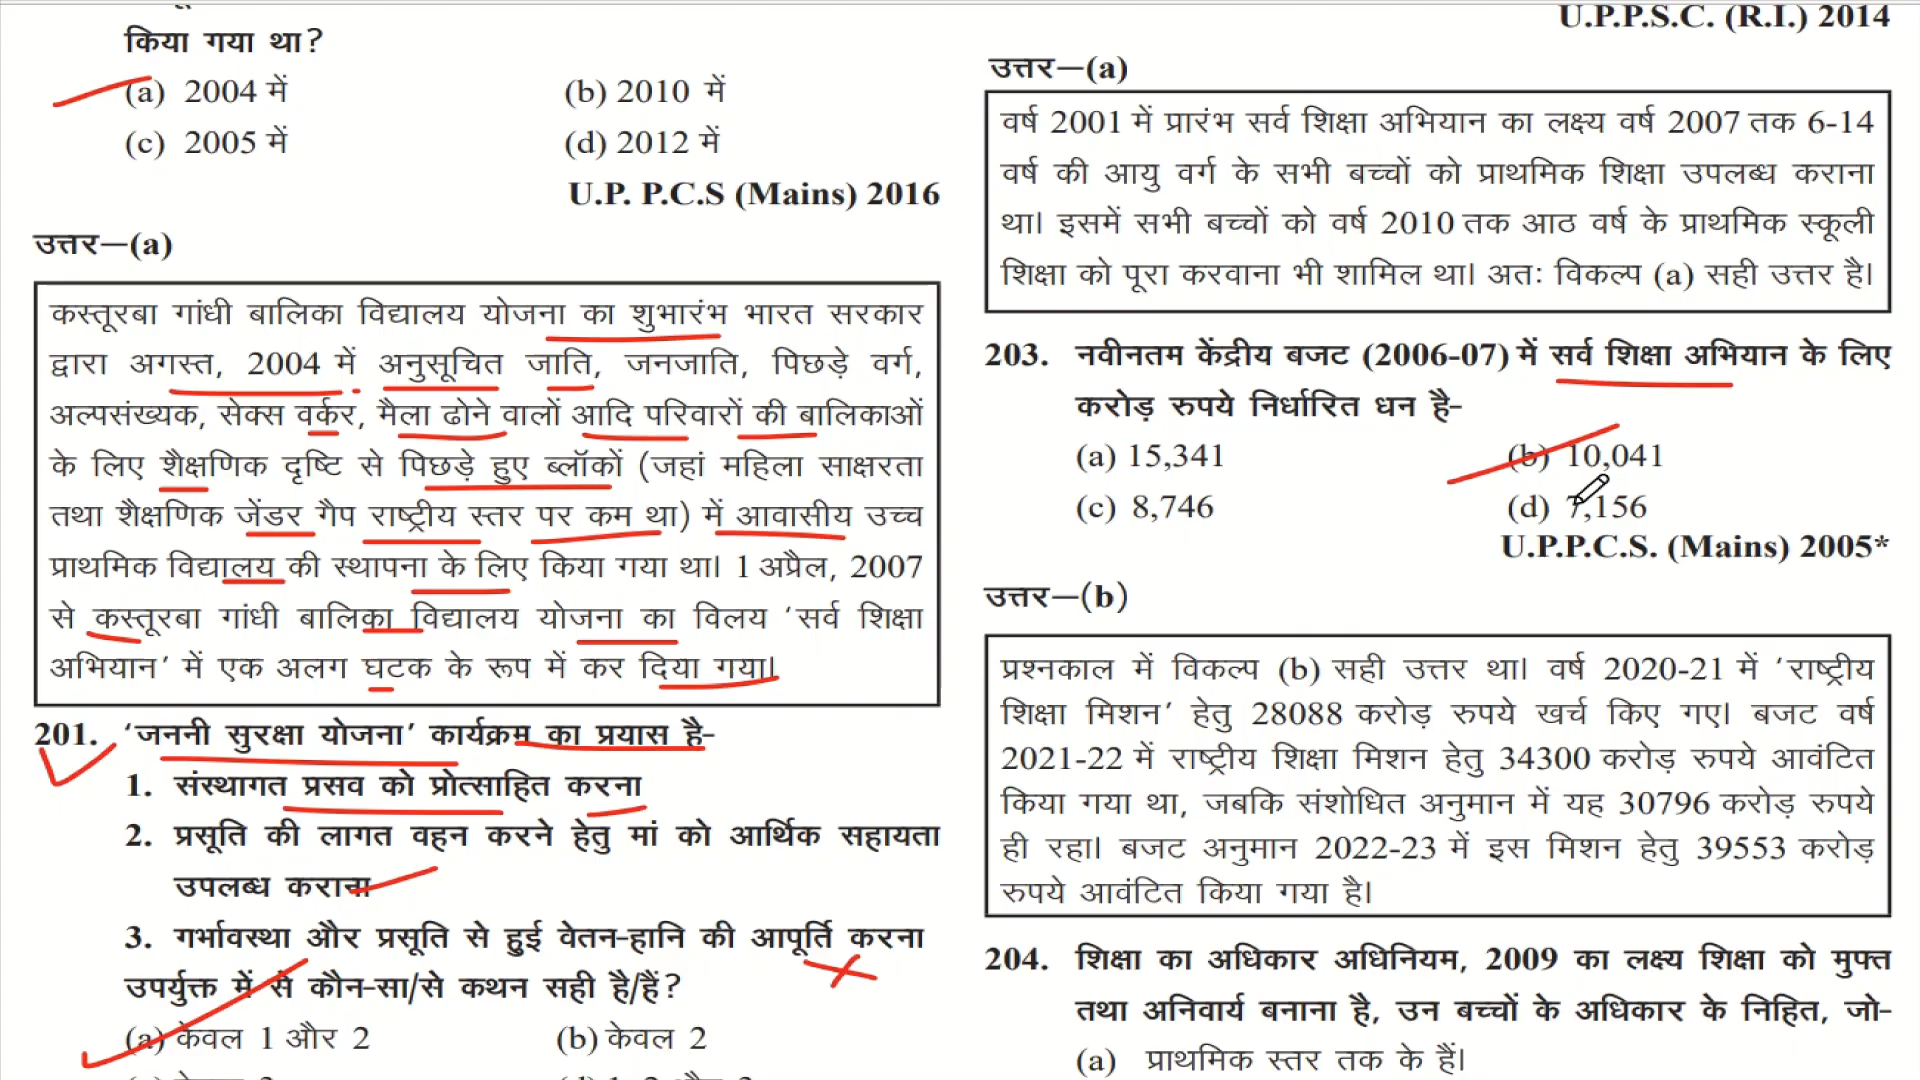 किया गया था?
(a) 2004 में (b) 2010 में
(c) 2005 में (d) 2012 में
U.P. P.C.S (Mains) 2016
उत्तर—(a)
कस्तूरबा गांधी बालिका विद्यालय योजना का शुभारंभ भारत सरकार
द्वारा अगस्त, 2004 में अनुसूचित जाति, जनजाति, पिछड़े वर्ग,
अल्पसंख्यक, सेक्स वर्कर, मैला ढोने वालों आदि परिवारों की बालिकाओं
के लिए शैक्षणिक दृष्टि से पिछड़े हुए ब्लॉकों (जहां महिला साक्षरता
तथा शैक्षणिक जेंडर गैप राष्ट्रीय स्तर पर कम था) में आवासीय उच्च
प्राथमिक विद्यालय की स्थापना के लिए किया गया था। 1 अप्रैल, 2007
से कस्तूरबा गांधी बालिका विद्यालय योजना का विलय ‘सर्व शिक्षा
अभियान’ में एक अलग घटक के रूप में कर दिया गया।
201. ‘जननी सुरक्षा योजना’ कार्यक्रम का प्रयास है-
1. संस्थागत प्रसव को प्रोत्साहित करना
2. प्रसूति की लागत वहन करने हेतु मां को आर्थिक सहायता
उपलब्ध कराना
3. गर्भावस्था और प्रसूति से हुई वेतन-हानि की आपूर्ति करना
उपर्युक्त में से कौन-सा/से कथन सही है/हैं?
(a) केवल 1 और 2 (b) केवल 2
U.P.P.S.C. (R.I.) 2014
उत्तर—(a)
वर्ष 2001 में प्रारंभ सर्व शिक्षा अभियान का लक्ष्य वर्ष 2007 तक 6-14
वर्ष की आयु वर्ग के सभी बच्चों को प्राथमिक शिक्षा उपलब्ध कराना
था। इसमें सभी बच्चों को वर्ष 2010 तक आठ वर्ष के प्राथमिक स्कूली
शिक्षा को पूरा करवाना भी शामिल था। अतः विकल्प (a) सही उत्तर है।
203. नवीनतम केंद्रीय बजट (2006-07) में सर्व शिक्षा अभियान के लिए
करोड़ रुपये निर्धारित धन है-
(a) 15,341 (b) 10,041
(c) 8,746 (d) 7,156
U.P.P.C.S. (Mains) 2005*
उत्तर—(b)
प्रश्नकाल में विकल्प (b) सही उत्तर था। वर्ष 2020-21 में ‘राष्ट्रीय
शिक्षा मिशन’ हेतु 28088 करोड़ रुपये खर्च किए गए। बजट वर्ष
2021-22 में राष्ट्रीय शिक्षा मिशन हेतु 34300 करोड़ रुपये आवंटित
किया गया था, जबकि संशोधित अनुमान में यह 30796 करोड़ रुपये
ही रहा। बजट अनुमान 2022-23 में इस मिशन हेतु 39553 करोड़
रुपये आवंटित किया गया है।
204. शिक्षा का अधिकार अधिनियम, 2009 का लक्ष्य शिक्षा को मुफ्त
तथा अनिवार्य बनाना है, उन बच्चों के अधिकार के निहित, जो-
(a) प्राथमिक स्तर तक के हैं।